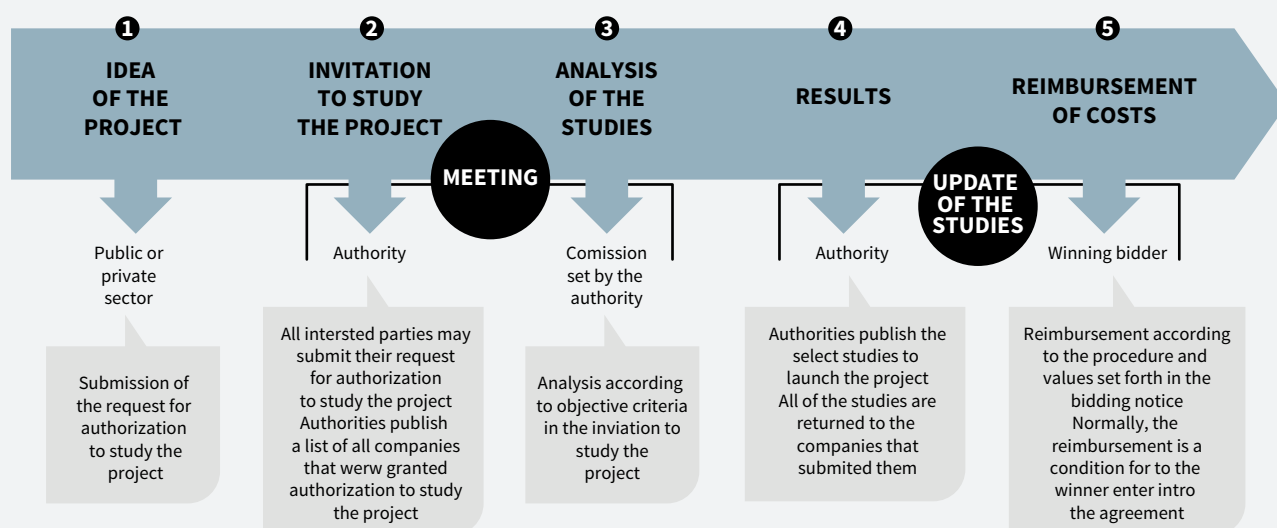 1
IDEA
OF THE
PROJECT
Public or
private
sector
Submission of
the request for
authorization
to study the
project
2
INVITATION
TO STUDY
THE PROJECT
Authority
All intersted parties may
submit their request
for authorization
to study the project
Authorities publish
a list of all companies
that werw granted
authorization to study
the project
MEETING
3
ANALYSIS
OF THE
STUDIES
Comission
set by the
authority
Analysis according
to objective criteria
in the inviation to
study the
project
4
RESULTS
Authority
Authorities publish the
select studies to
launch the project
All of the studies are
returned to the
companies that
submited them
UPDATE
OF THE
STUDIES
5
REIMBURSEMENT
OF COSTS
Winning bidder
Reimbursement according
to the procedure and
values set forth in the
bidding notice
Normally, the
reimbursement is a
condition for to the
winner enter intro
the agreement